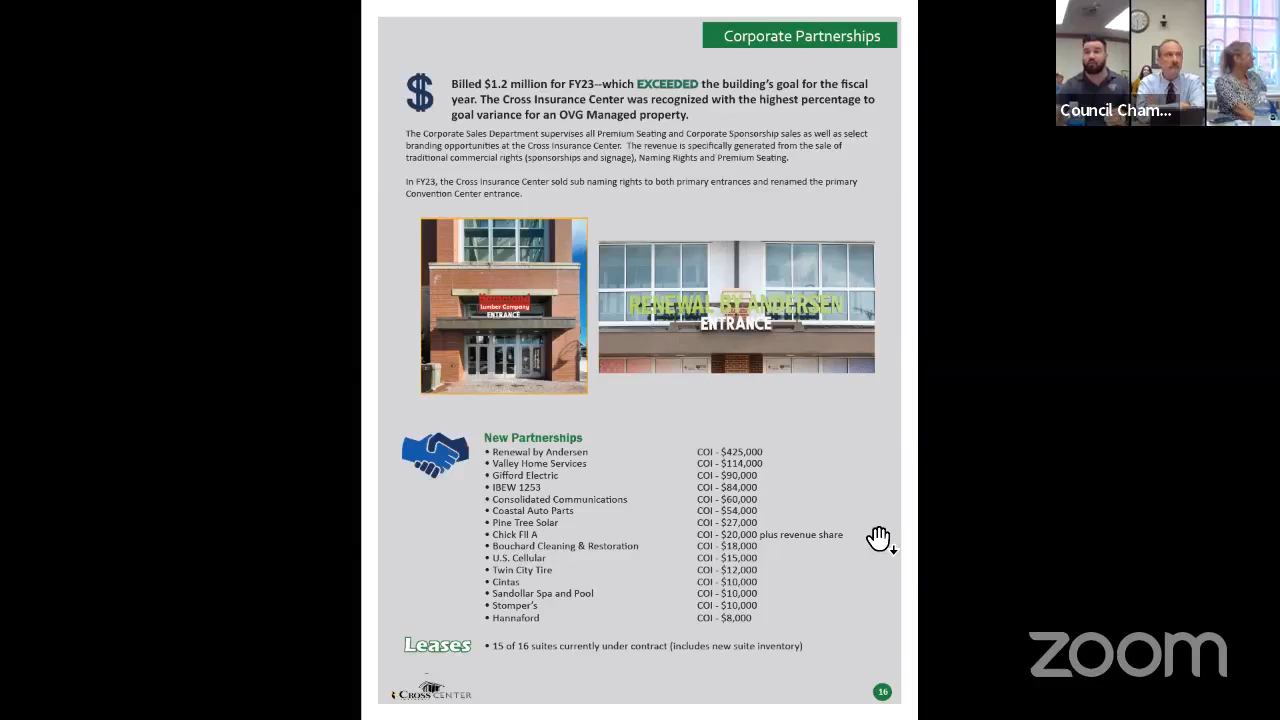 Corporate Partnerships
Council Cham...
Billed $1.2 million for FY23--which EXCEEDED the building's goal for the fiscal
year. The Cross Insurance Center was recognized with the highest percentage to
goal variance for an OVG Managed property.
The Corporate Sales Department supervises all Premium Seating and Corporate Sponsorship sales as well as select
branding opportunities at the Cross Insurance Center. The revenue is specifically generated from the sale of
traditional commercial rights (sponsorships and signage), Naming Rights and Premium Seating.
In FY23, the Cross Insurance Center sold sub naming rights to both primary entrances and renamed the primary
Convention Center entrance.
Lumber Company
ENTRANCE
RENEWAL BY ANDERSEN
ENTRANCE
New Partnerships
• Renewal by Andersen COI - $425,000
• Valley Home Services COI - $114,000
• Gifford Electric COI - $90,000
• IBEW 1253 COI - $84,000
• Consolidated Communications COI - $60,000
• Coastal Auto Parts COI - $54,000
• Pine Tree Solar COI - $27,000
• Chick Fil A COI - $20,000 plus revenue share
• Bouchard Cleaning & Restoration COI - $18,000
• U.S. Cellular COI - $15,000
• Twin City Tire COI - $12,000
• Cintas COI - $10,000
• Sandollar Spa and Pool COI - $10,000
• Stomper's COI - $10,000
• Hannaford COI - $8,000
Leases • 15 of 16 suites currently under contract (includes new suite inventory)
CROSS CENTER
16
zoom